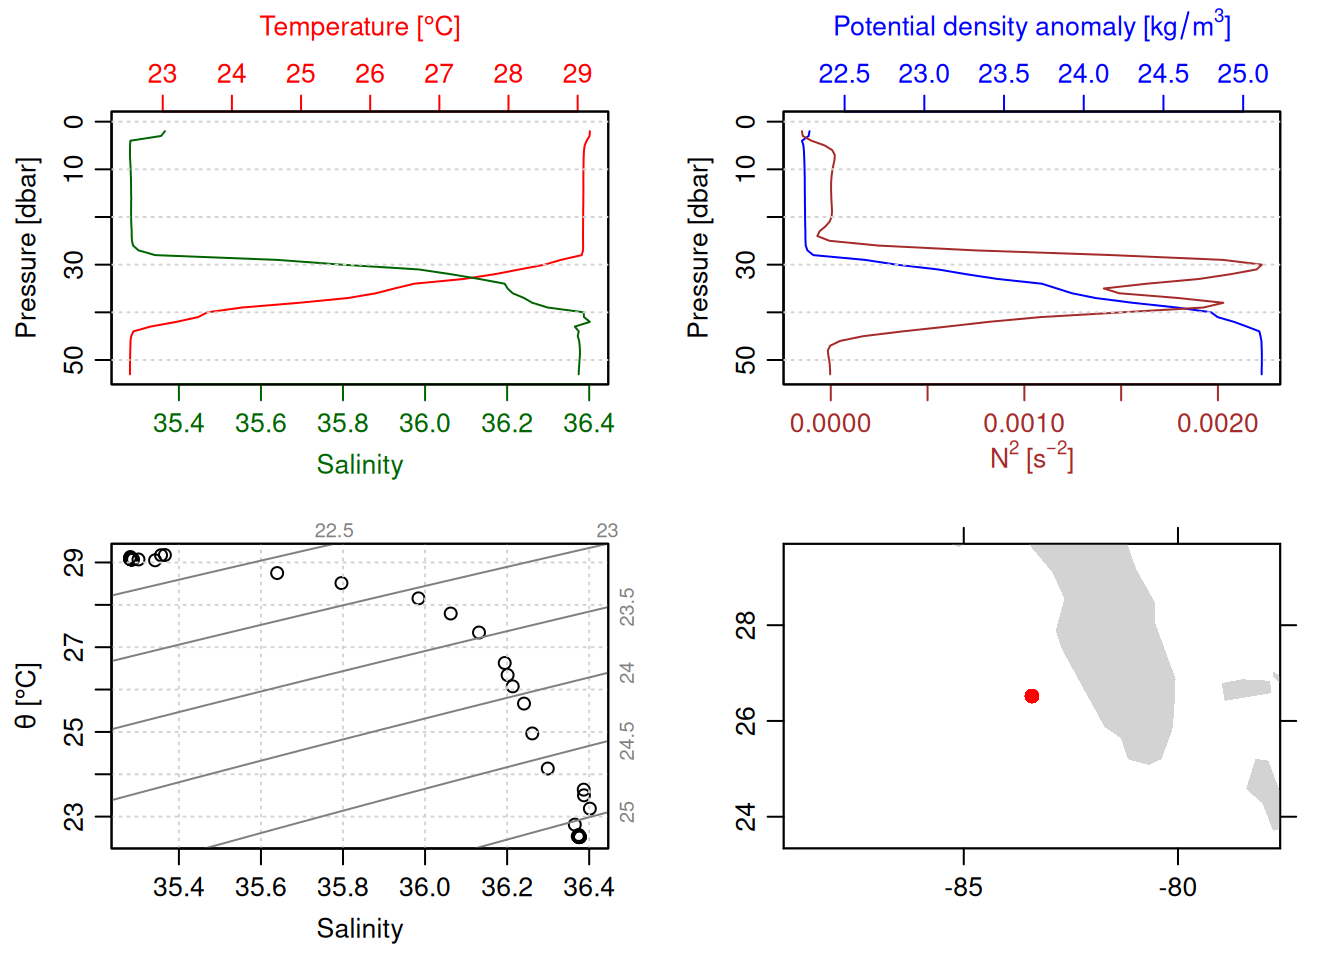 Temperature [°C]
23 24 25 26 27 28 29
0
10
30
50
Pressure [dbar]
35.4 35.6 35.8 36.0 36.2 36.4
Salinity
Potential density anomaly [kg/m³]
22.5 23.0 23.5 24.0 24.5 25.0
0
10
30
50
Pressure [dbar]
0.0000 0.0010 0.0020
N² [s⁻²]
22.5 23
23.5
24
24.5
25
29
27
25
23
θ [°C]
35.4 35.6 35.8 36.0 36.2 36.4
Salinity
28
26
24
-85 -80